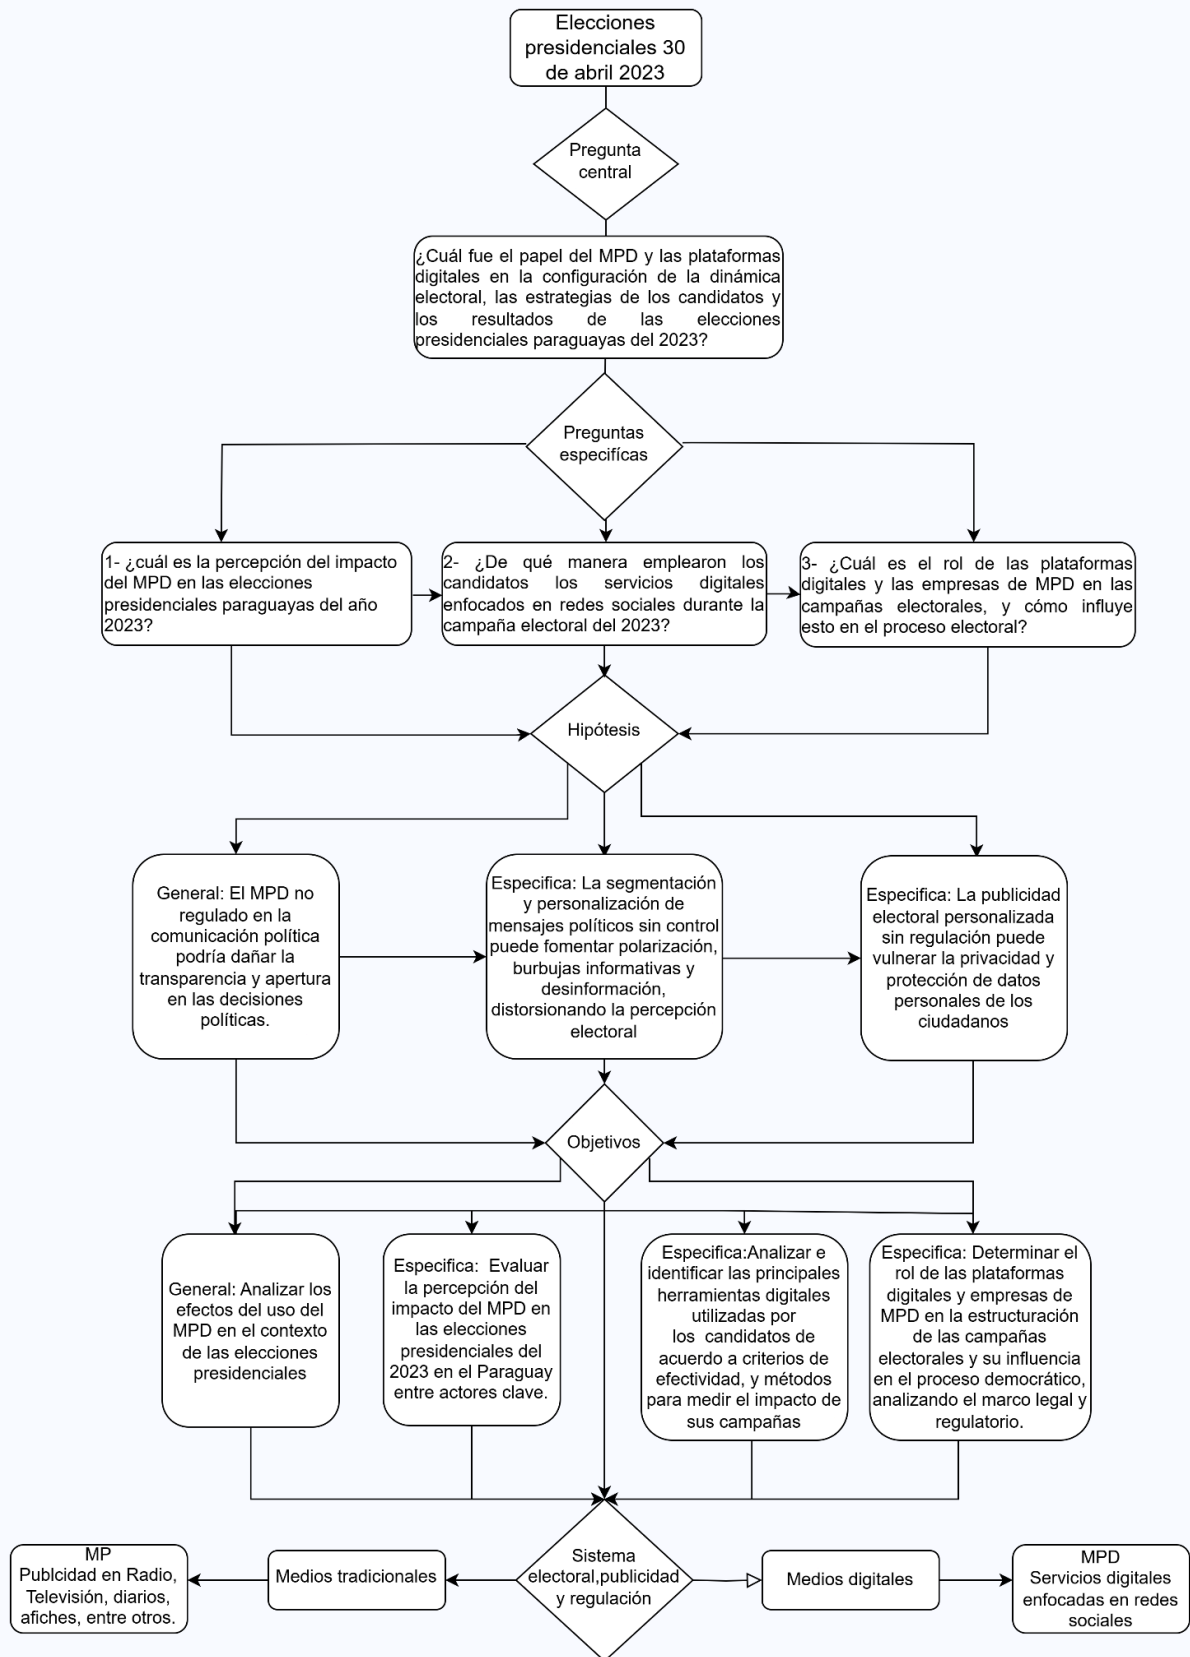 Elecciones
presidenciales 30
de abril 2023
Pregunta
central
¿Cuál fue el papel del MPD y las plataformas
digitales en la configuración de la dinámica
electoral, las estrategias de los candidatos y
los resultados de las elecciones
presidenciales paraguayas del 2023?
Preguntas
especifícas
1- ¿cuál es la percepción del impacto
del MPD en las elecciones
presidenciales paraguayas del año
2023?
2- ¿De qué manera emplearon los
candidatos los servicios digitales
enfocados en redes sociales durante la
campaña electoral del 2023?
3- ¿Cuál es el rol de las plataformas
digitales y las empresas de MPD en las
campañas electorales, y cómo influye
esto en el proceso electoral?
Hipótesis
General: El MPD no
regulado en la
comunicación política
podría dañar la
transparencia y apertura
en las decisiones
políticas.
Especifica: La segmentación
y personalización de
mensajes políticos sin control
puede fomentar polarización,
burbujas informativas y
desinformación,
distorsionando la percepción
electoral
Especifica: La publicidad
electoral personalizada
sin regulación puede
vulnerar la privacidad y
protección de datos
personales de los
ciudadanos
Objetivos
General: Analizar los
efectos del uso del
MPD en el contexto
de las elecciones
presidenciales
Especifica: Evaluar
la percepción del
impacto del MPD en
las elecciones
presidenciales del
2023 en el Paraguay
entre actores clave.
Especifica:Analizar e
identificar las principales
herramientas digitales
utilizadas por
los candidatos de
acuerdo a criterios de
efectividad, y métodos
para medir el impacto de
sus campañas
Especifica: Determinar el
rol de las plataformas
digitales y empresas de
MPD en la estructuración
de las campañas
electorales y su influencia
en el proceso democrático,
analizando el marco legal y
regulatorio.
MP
Publcidad en Radio,
Televisión, diarios,
afiches, entre otros.
Medios tradicionales
Sistema
electoral,publicidad
y regulación
Medios digitales
MPD
Servicios digitales
enfocadas en redes
sociales